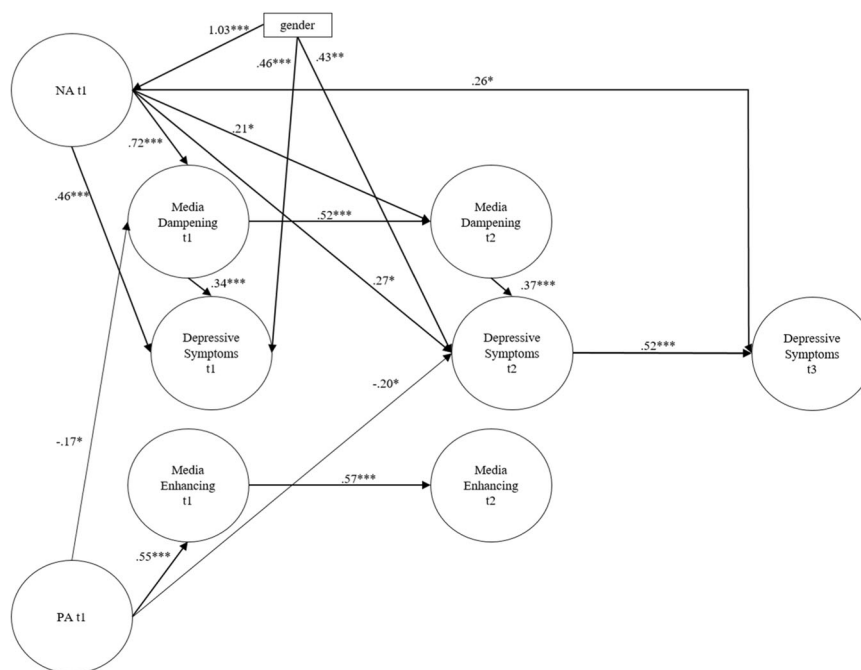 gender
1.03***
.46***
.43**
NA t1
.26*
.72***
.21*
.46***
Media
Dampening
t1
.52***
Media
Dampening
t2
.34***
.27*
.37***
Depressive
Symptoms
t1
Depressive
Symptoms
t2
.52***
Depressive
Symptoms
t3
-.20*
-.17*
Media
Enhancing
t1
.57***
Media
Enhancing
t2
.55***
PA t1